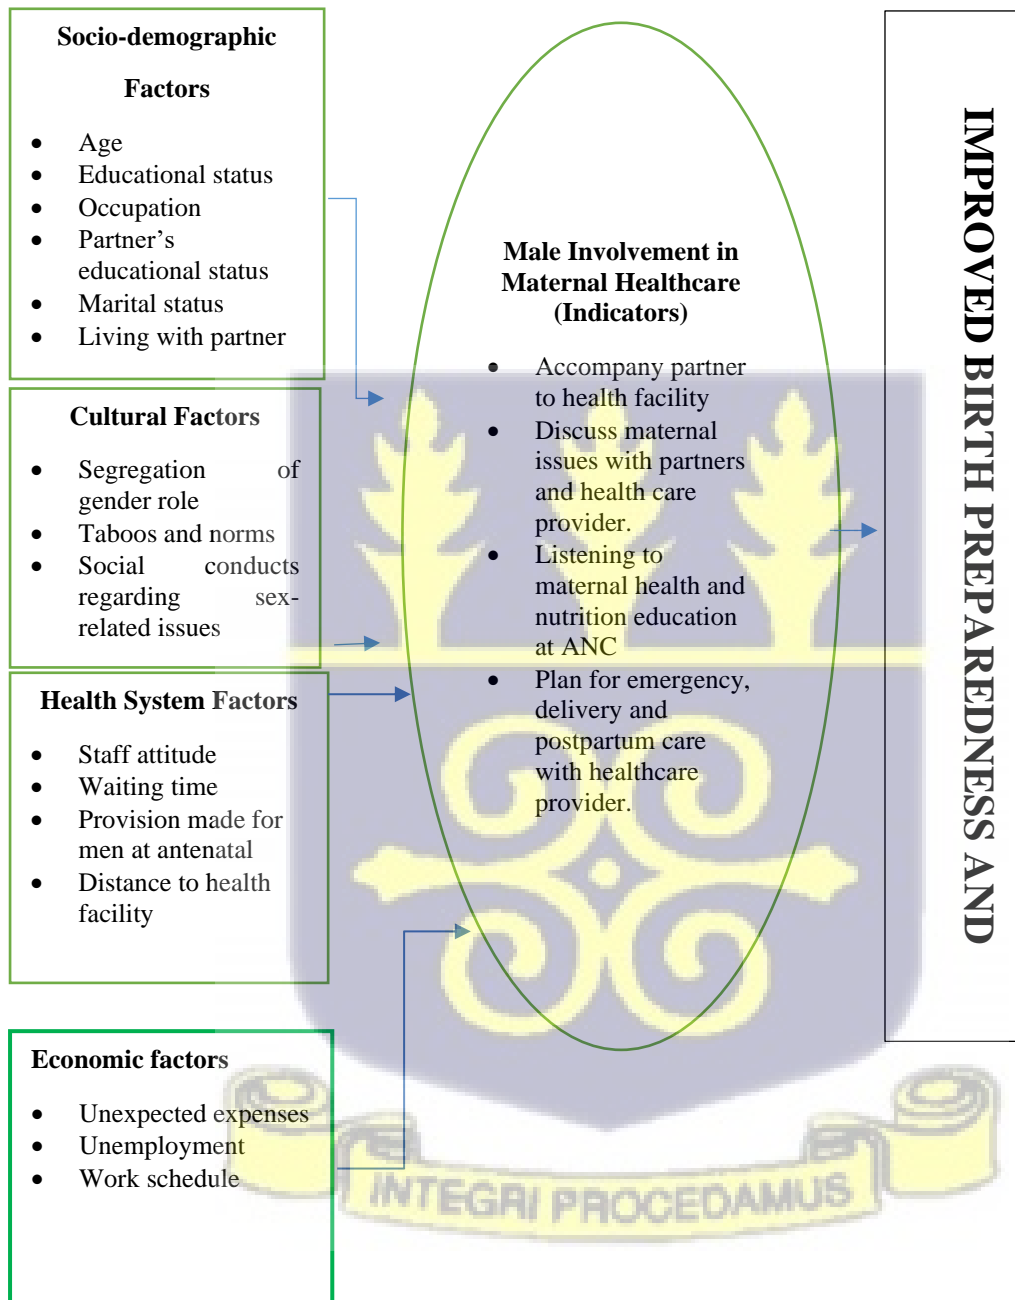 Socio-demographic
Factors
• Age
• Educational status
• Occupation
• Partner’s
educational status
• Marital status
• Living with partner
Cultural Factors
• Segregation of
gender role
• Taboos and norms
• Social conducts
regarding sex-
related issues
Health System Factors
• Staff attitude
• Waiting time
• Provision made for
men at antenatal
• Distance to health
facility
Economic factors
• Unexpected expenses
• Unemployment
• Work schedule
Male Involvement in
Maternal Healthcare
(Indicators)
• Accompany partner
to health facility
• Discuss maternal
issues with partners
and health care
provider.
• Listening to
maternal health and
nutrition education
at ANC
• Plan for emergency,
delivery and
postpartum care
with healthcare
provider.
IMPROVED BIRTH PREPAREDNESS AND
INTEGRI PROCEDAMUS